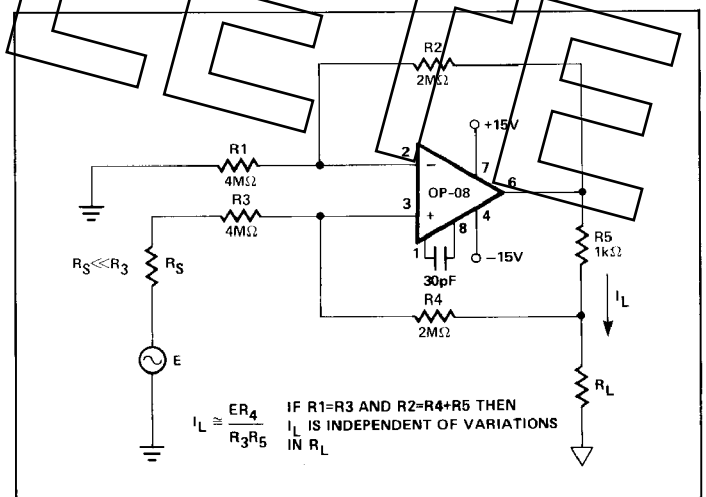 R2
2MΩ
+15V
R1
4MΩ
2
−
7
OP-08
6
R3
4MΩ
3
+
8
4
1
−15V
30pF
R5
1kΩ
RS≪R3
RS
R4
2MΩ
IL
E
RL
IL ≅ ER4 / R3R5
IF R1=R3 AND R2=R4+R5 THEN
IL IS INDEPENDENT OF VARIATIONS
IN RL